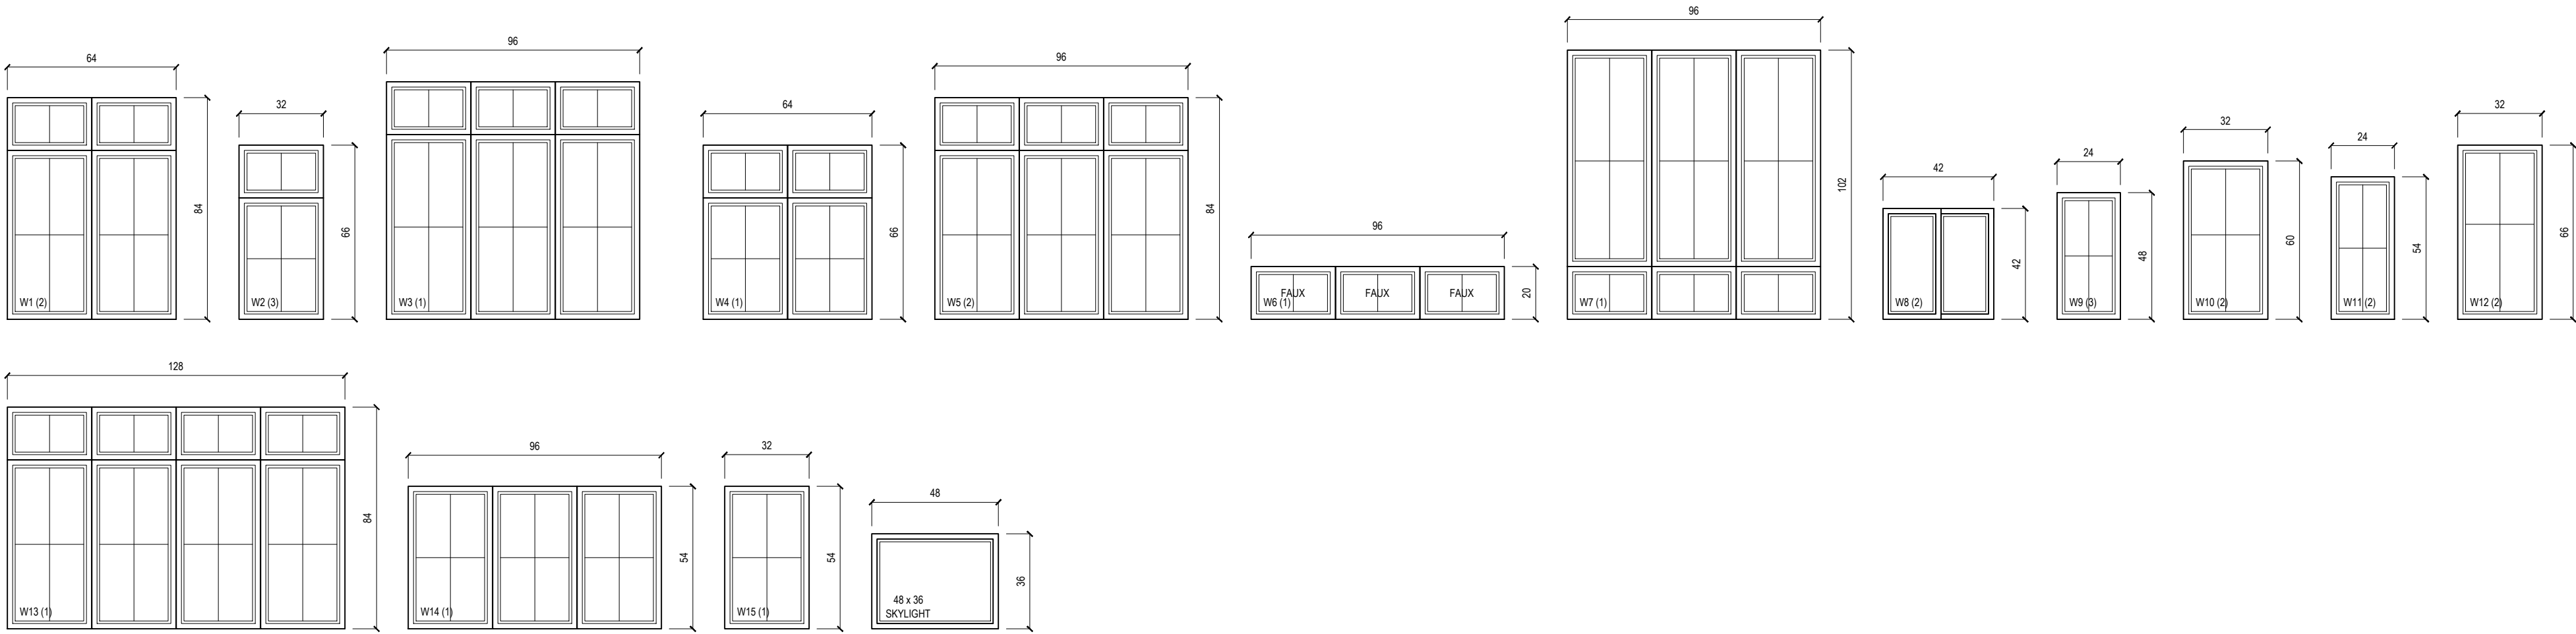 64
84
W1 (2)
32
66
W2 (3)
96
W3 (1)
64
66
W4 (1)
96
84
W5 (2)
96
FAUX
FAUX
FAUX
20
W6 (1)
96
102
W7 (1)
42
42
W8 (2)
24
48
W9 (3)
32
60
W10 (2)
24
54
W11 (2)
32
66
W12 (2)
128
84
W13 (1)
96
54
W14 (1)
32
54
W15 (1)
48
36
48 x 36
SKYLIGHT